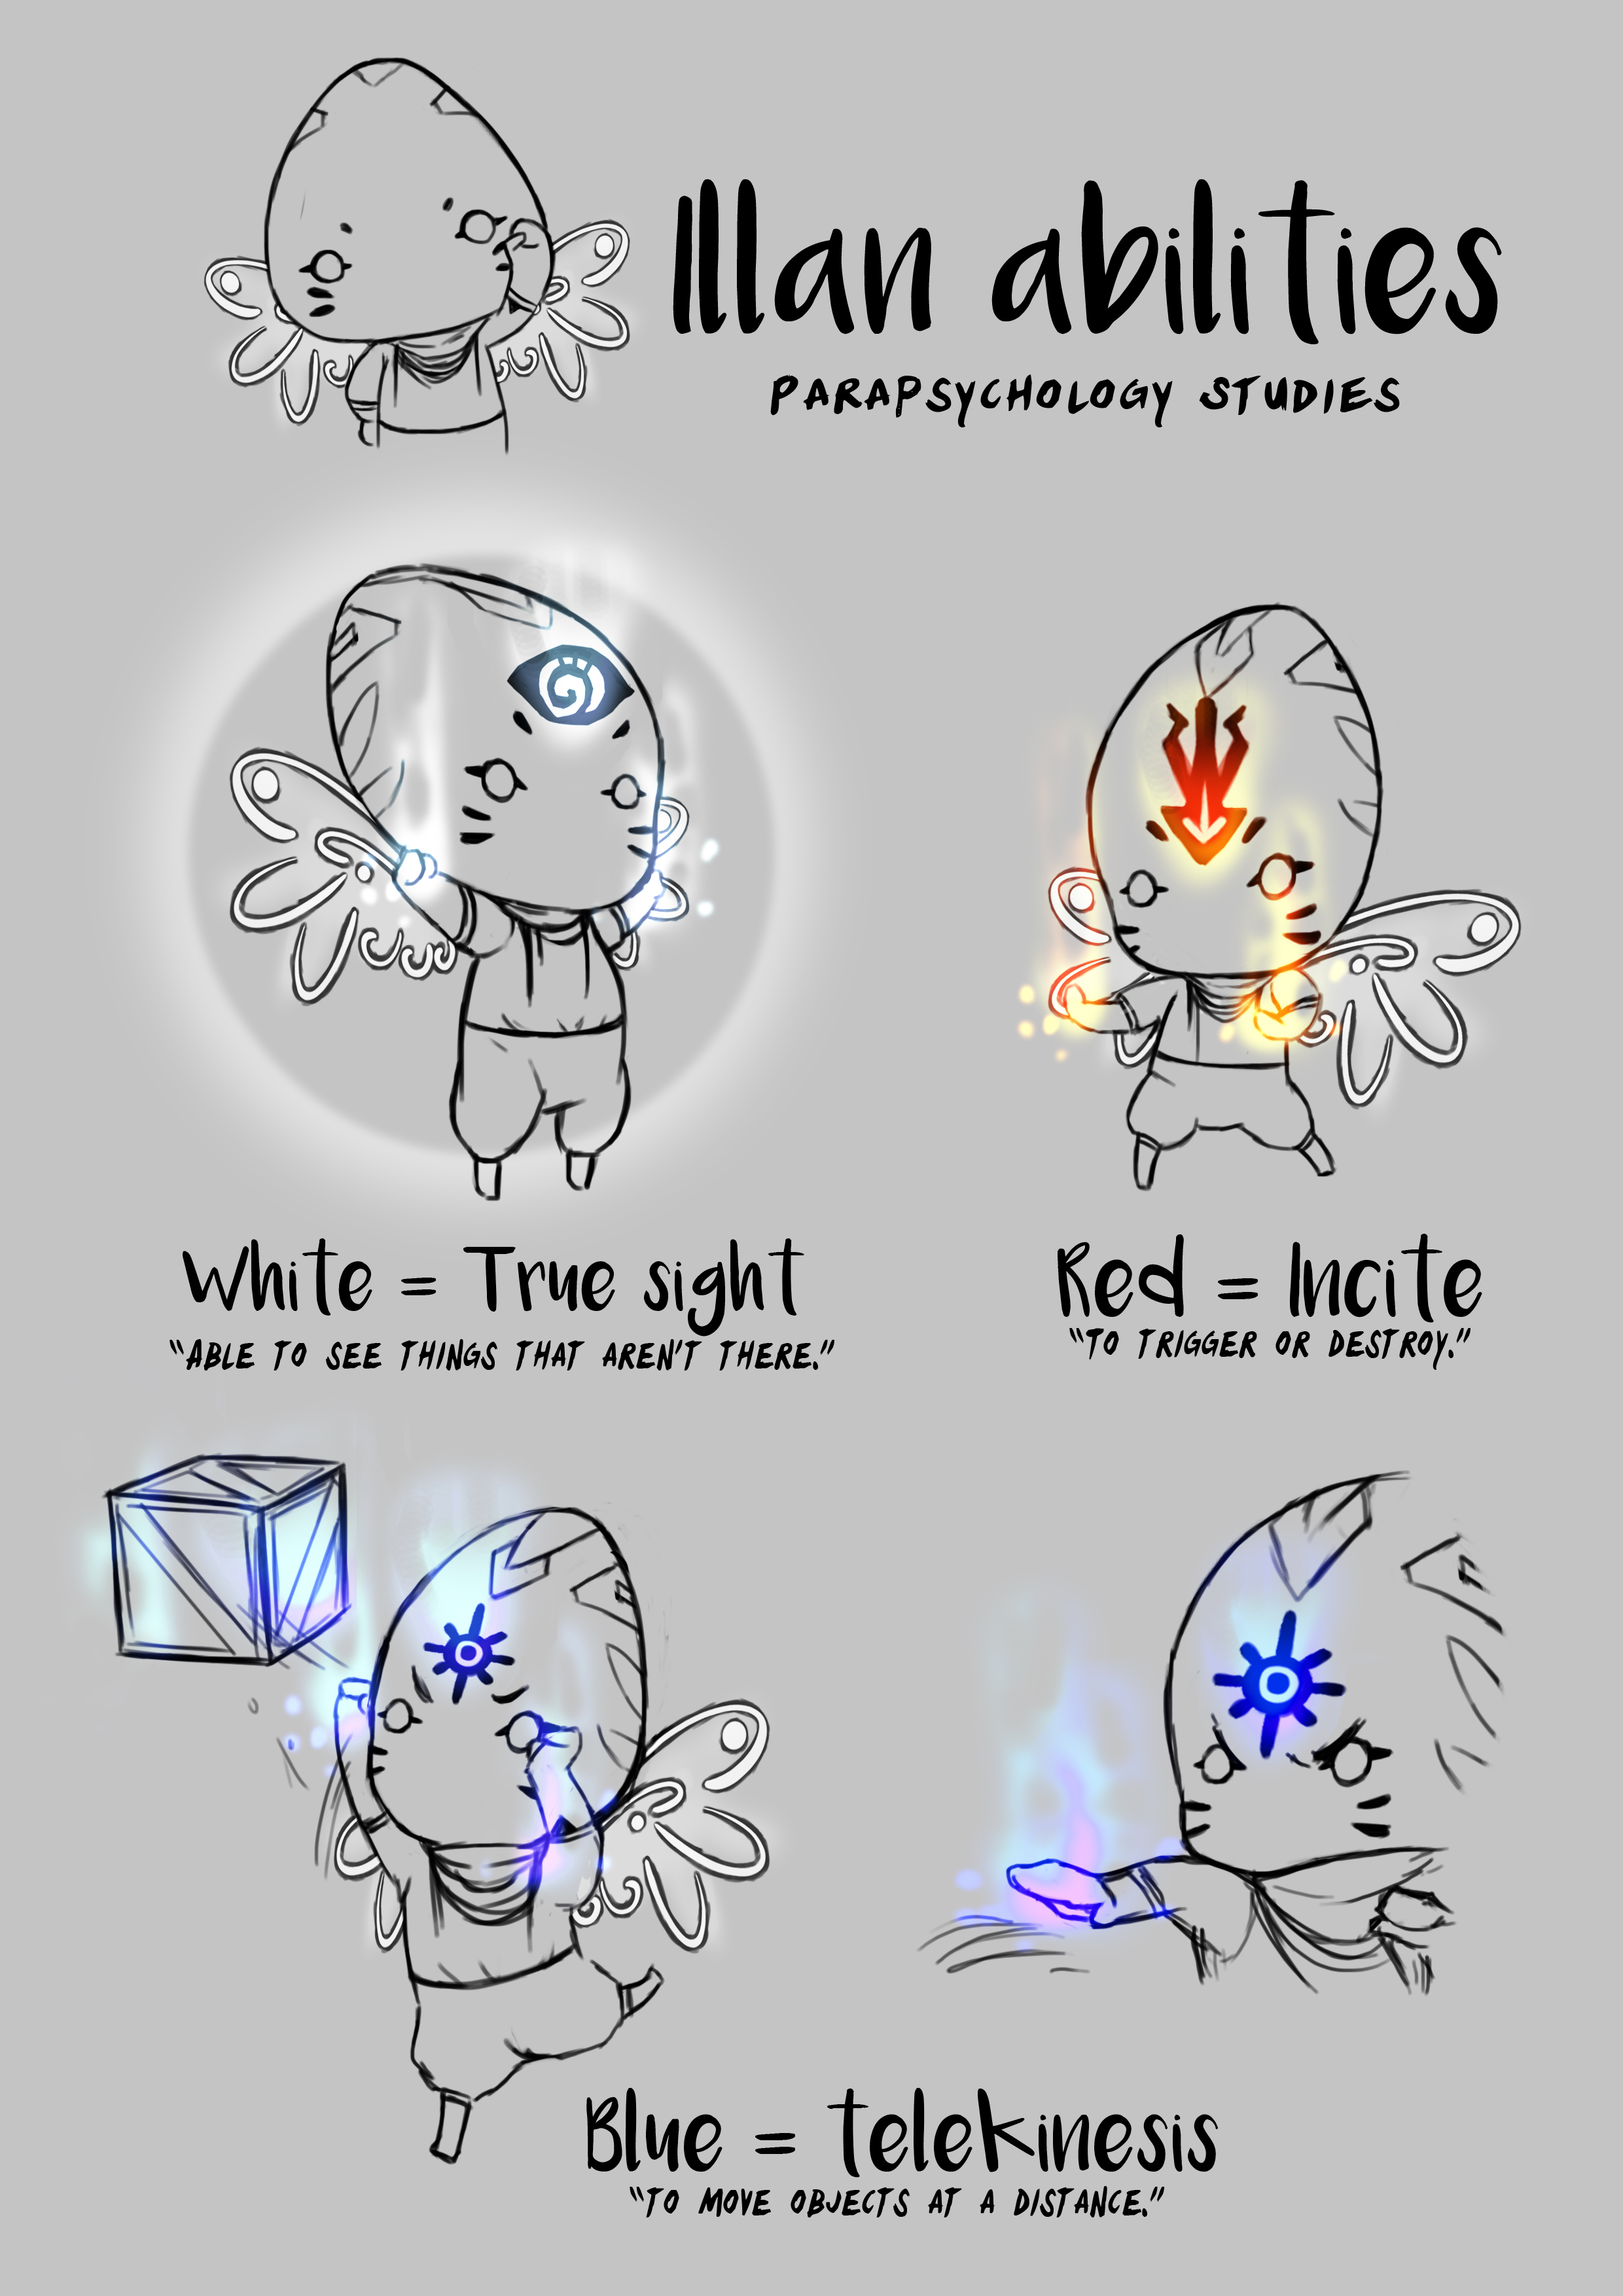 Illan abilities
PARAPSYCHOLOGY STUDIES
White = True sight
"ABLE TO SEE THINGS THAT AREN'T THERE."
Red = Incite
"TO TRIGGER OR DESTROY."
Blue = telekinesis
"TO MOVE OBJECTS AT A DISTANCE."